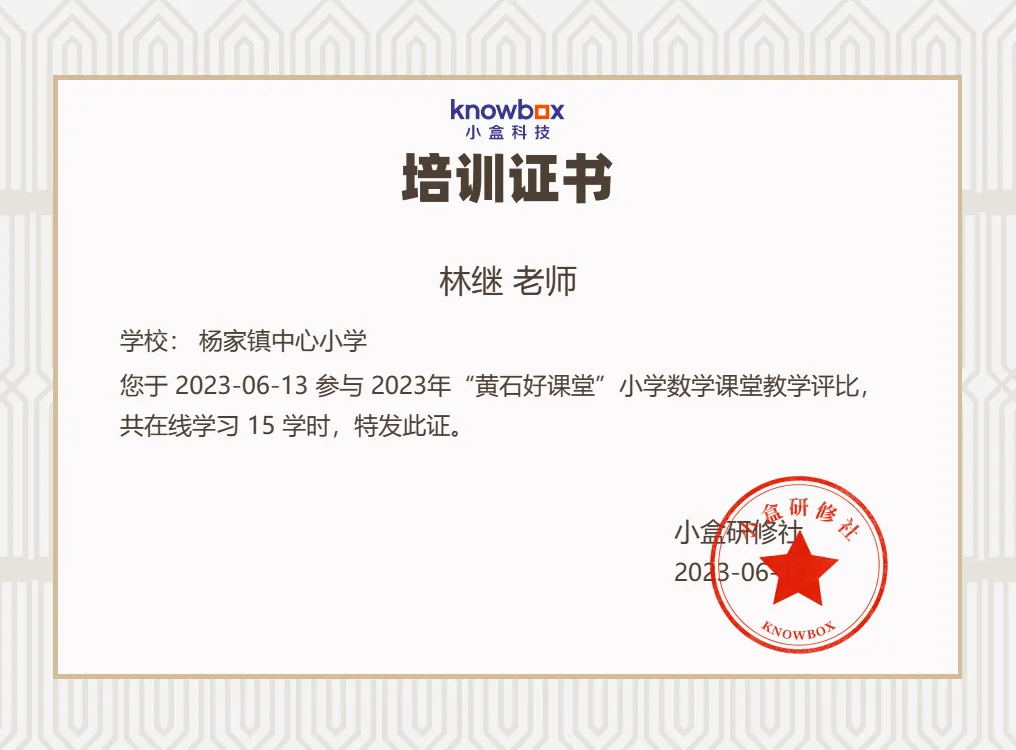 knowbox
小盒科技
培训证书
林继 老师
学校： 杨家镇中心小学
您于 2023-06-13 参与 2023年“黄石好课堂”小学数学课堂教学评比，
共在线学习 15 学时，特发此证。
小盒研修社
小盒研修社
2023-06-13
KNOWBOX